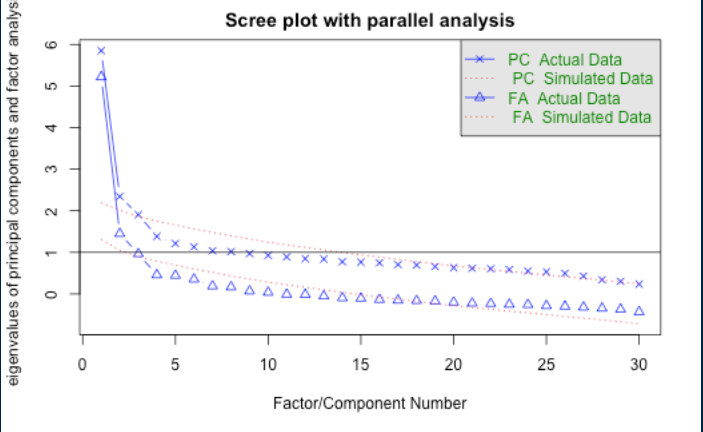 Scree plot with parallel analysis
eigenvalues of principal components and factor analys
6
5
4
3
2
1
0
PC Actual Data
PC Simulated Data
FA Actual Data
FA Simulated Data
0 5 10 15 20 25 30
Factor/Component Number